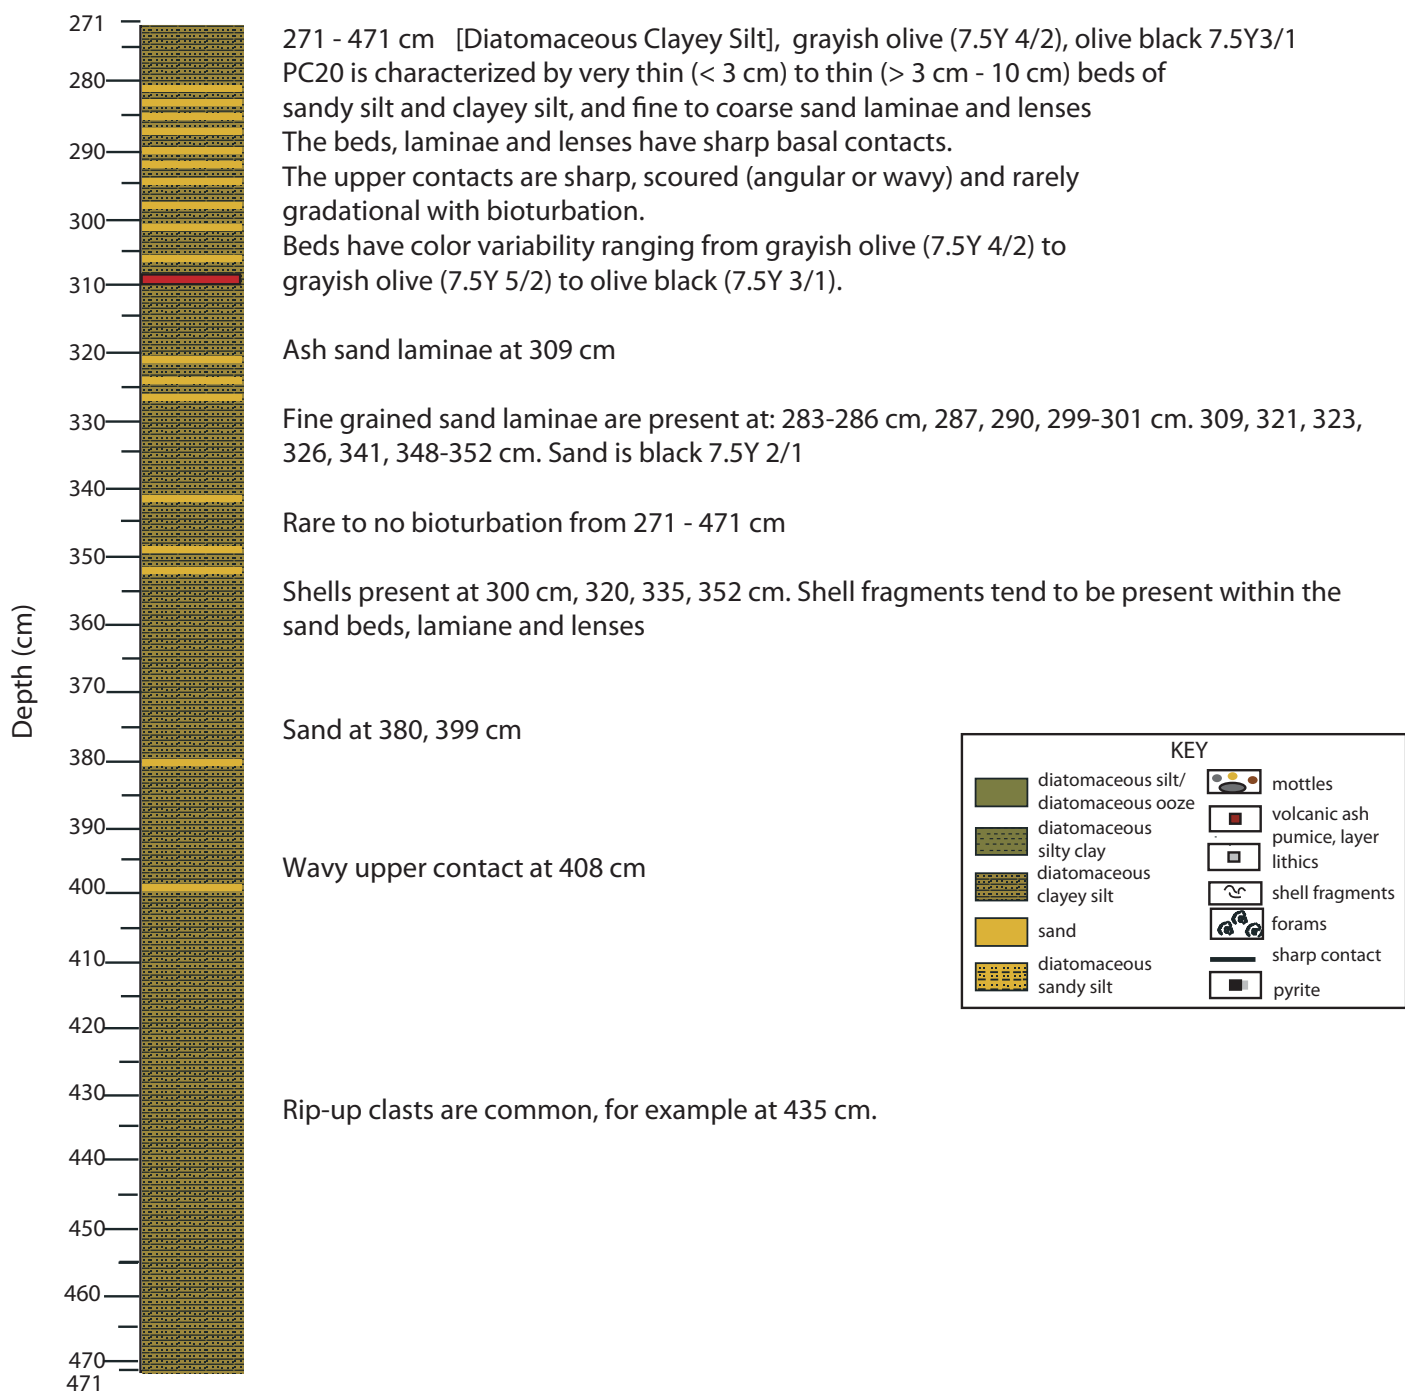 271 - 471 cm [Diatomaceous Clayey Silt], grayish olive (7.5Y 4/2), olive black 7.5Y3/1
PC20 is characterized by very thin (< 3 cm) to thin (> 3 cm - 10 cm) beds of
sandy silt and clayey silt, and fine to coarse sand laminae and lenses
The beds, laminae and lenses have sharp basal contacts.
The upper contacts are sharp, scoured (angular or wavy) and rarely
gradational with bioturbation.
Beds have color variability ranging from grayish olive (7.5Y 4/2) to
grayish olive (7.5Y 5/2) to olive black (7.5Y 3/1).
Ash sand laminae at 309 cm
Fine grained sand laminae are present at: 283-286 cm, 287, 290, 299-301 cm. 309, 321, 323,
326, 341, 348-352 cm. Sand is black 7.5Y 2/1
Rare to no bioturbation from 271 - 471 cm
Shells present at 300 cm, 320, 335, 352 cm. Shell fragments tend to be present within the
sand beds, lamiane and lenses
Sand at 380, 399 cm
Wavy upper contact at 408 cm
Rip-up clasts are common, for example at 435 cm.
Depth (cm)
271
280
290
300
310
320
330
340
350
360
370
380
390
400
410
420
430
440
450
460
470
471
KEY
diatomaceous silt/
diatomaceous ooze
diatomaceous
silty clay
diatomaceous
clayey silt
sand
diatomaceous
sandy silt
mottles
volcanic ash
pumice, layer
lithics
shell fragments
forams
sharp contact
pyrite